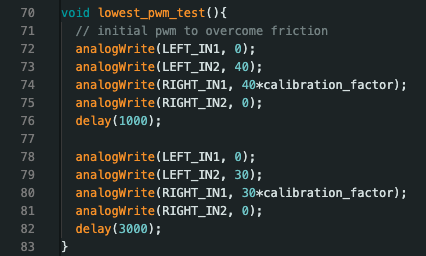 70 void lowest_pwm_test(){
71 // initial pwm to overcome friction
72 analogWrite(LEFT_IN1, 0);
73 analogWrite(LEFT_IN2, 40);
74 analogWrite(RIGHT_IN1, 40*calibration_factor);
75 analogWrite(RIGHT_IN2, 0);
76 delay(1000);
77
78 analogWrite(LEFT_IN1, 0);
79 analogWrite(LEFT_IN2, 30);
80 analogWrite(RIGHT_IN1, 30*calibration_factor);
81 analogWrite(RIGHT_IN2, 0);
82 delay(3000);
83 }